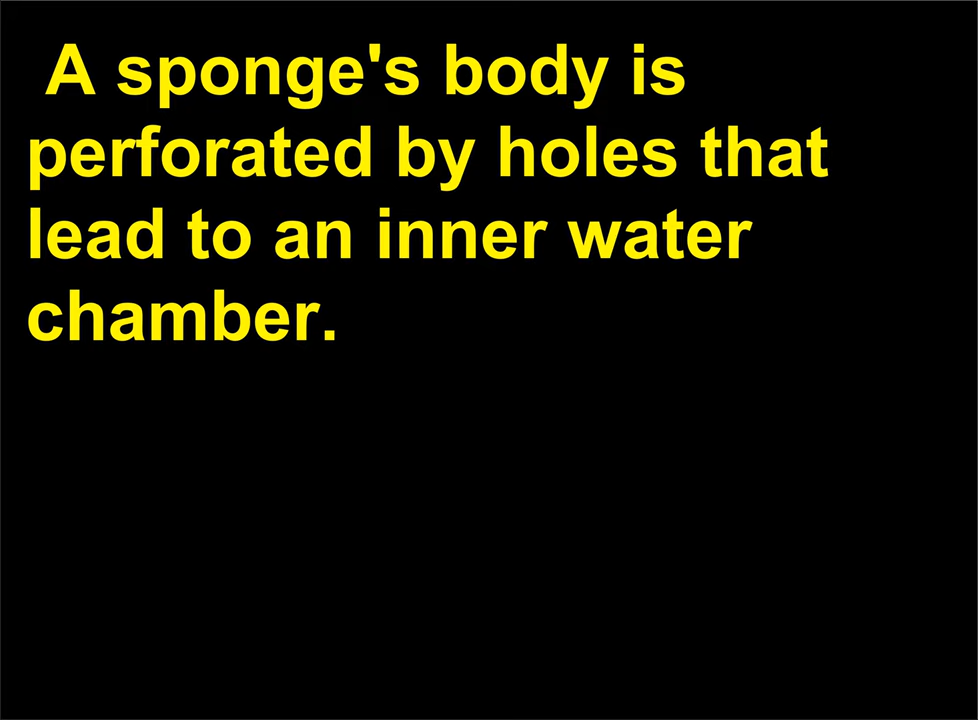 A sponge's body is
perforated by holes that
lead to an inner water
chamber.